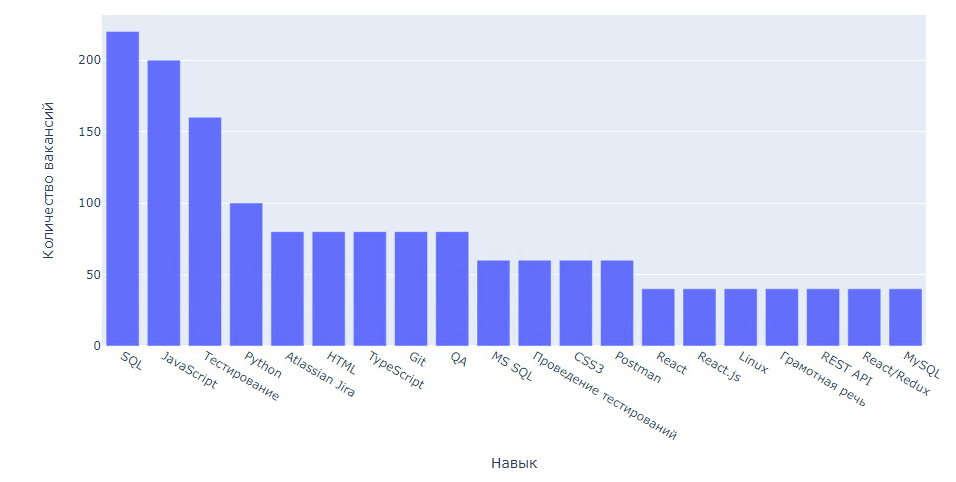 Количество вакансий
200
150
100
50
0
SQL
JavaScript
Тестирование
Python
Atlassian Jira
HTML
TypeScript
Git
QA
MS SQL
Проведение тестирований
CSS3
Postman
React
React.js
Linux
Грамотная речь
REST API
React/Redux
MySQL
Навык